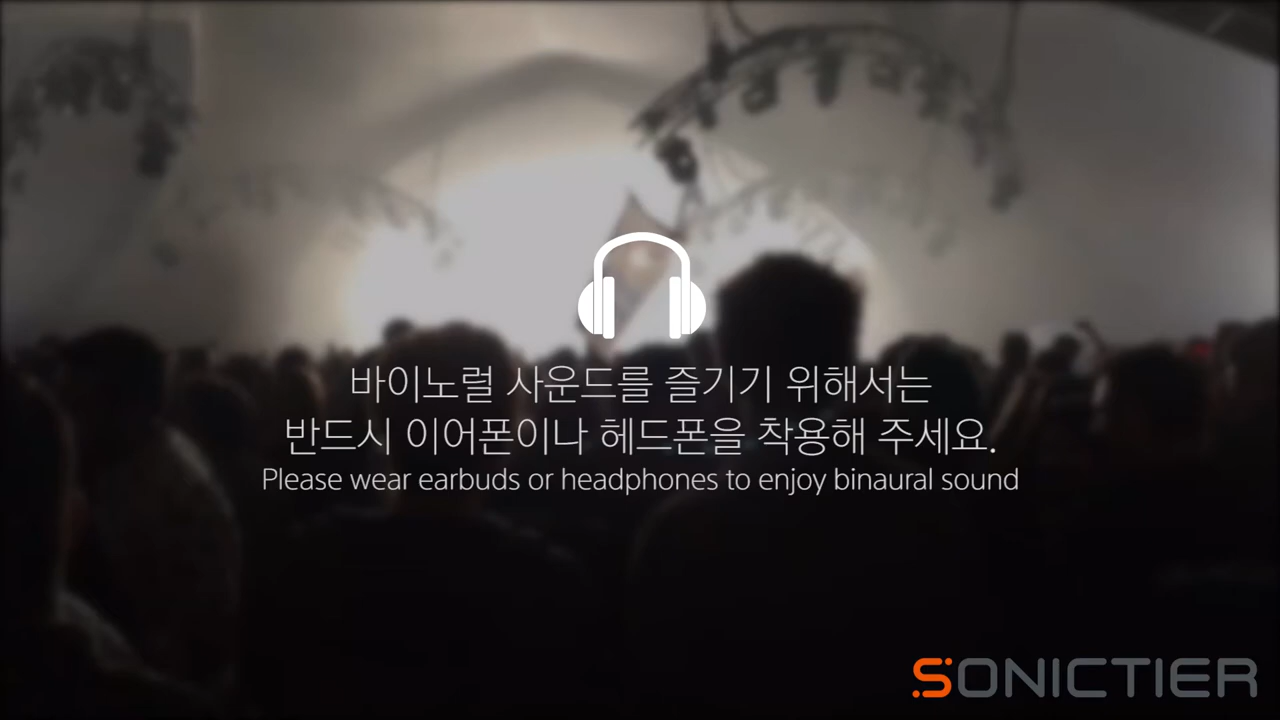 바이노럴 사운드를 즐기기 위해서는
반드시 이어폰이나 헤드폰을 착용해 주세요.
Please wear earbuds or headphones to enjoy binaural sound
SONICTIER